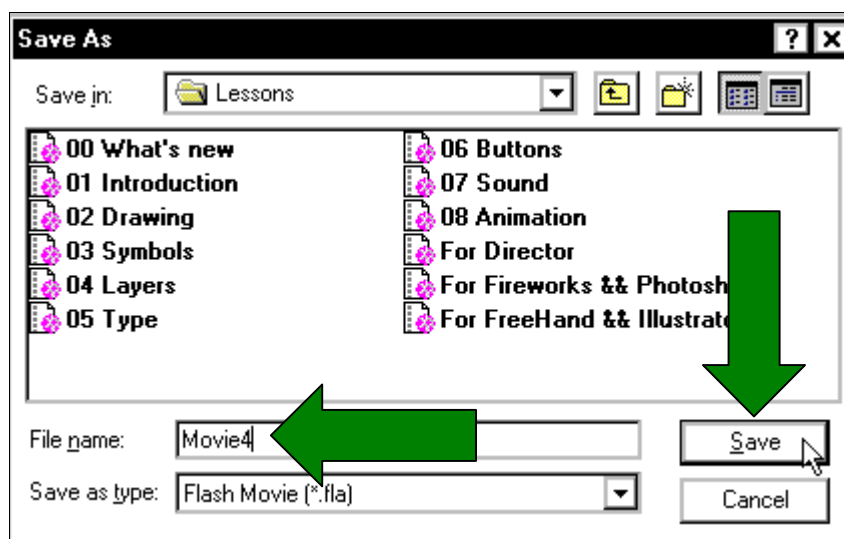 Save As
Save in: Lessons
00 What's new
01 Introduction
02 Drawing
03 Symbols
04 Layers
05 Type
06 Buttons
07 Sound
08 Animation
For Director
For Fireworks && Photosh
For FreeHand && Illustrat
File name: Movie4
Save
Save as type: Flash Movie (*.fla)
Cancel